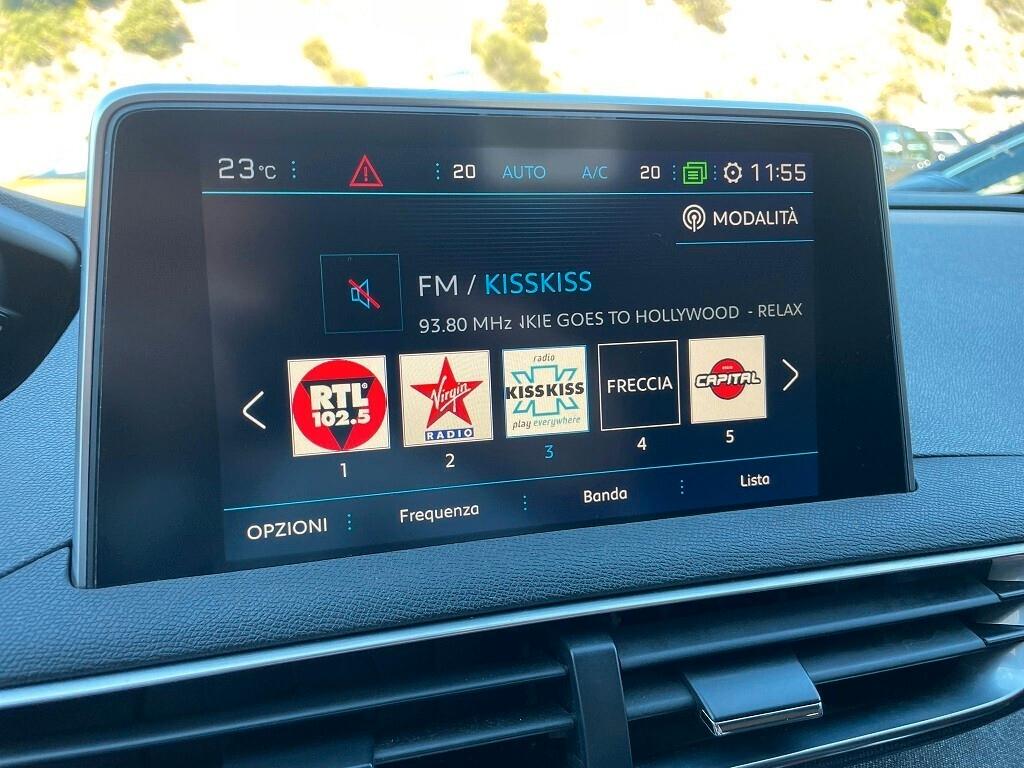 23°C 20 AUTO A/C 20 11:55
MODALITÀ
FM / KISSKISS
93.80 MHz NKIE GOES TO HOLLYWOOD - RELAX
RTL
102.5
Virgin
RADIO
radio
KISSKISS
play everywhere
FRECCIA
RADIO
CAPITAL
1 2 3 4 5
OPZIONI Frequenza Banda Lista